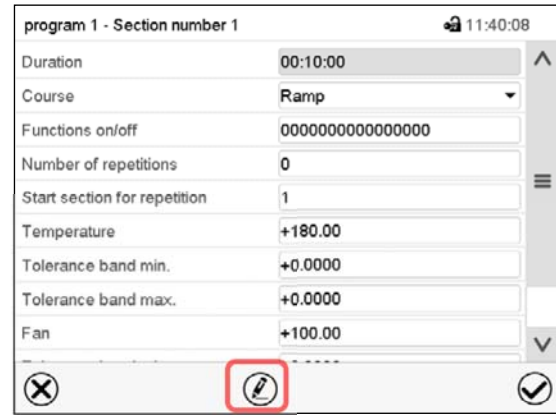 program 1 - Section number 1 11:40:08
Duration 00:10:00
Course Ramp
Functions on/off 0000000000000000
Number of repetitions 0
Start section for repetition 1
Temperature +180.00
Tolerance band min. +0.0000
Tolerance band max. +0.0000
Fan +100.00